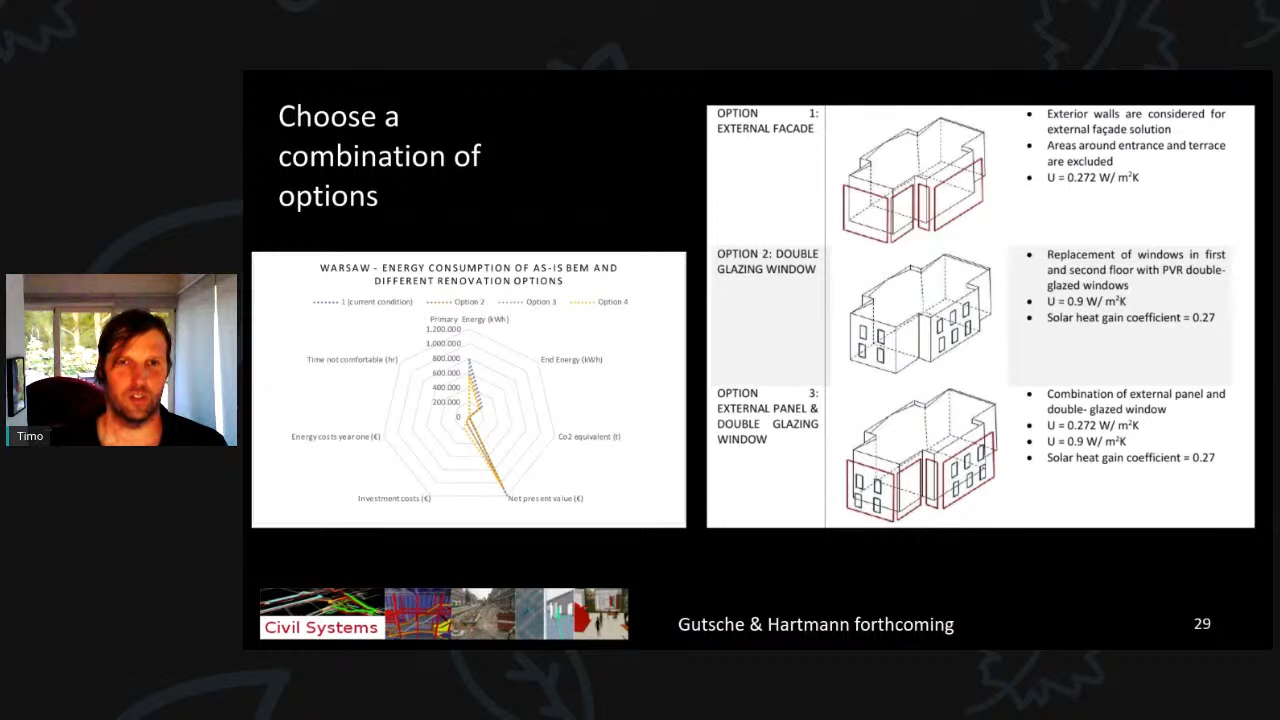 Choose a
combination of
options
WARSAW - ENERGY CONSUMPTION OF AS-IS BEM AND
DIFFERENT RENOVATION OPTIONS
1 (current condition)
Option 2
Option 3
Option 4
Primary Energy (kWh)
1,200.000
1,000.000
800.000
600.000
400.000
200.000
0
Time not comfortable (hr)
End Energy (kWh)
Energy costs year one (€)
Co2 equivalent (t)
Investment costs (€)
Net present value (€)
OPTION 1:
EXTERNAL FACADE
• Exterior walls are considered for
external façade solution
• Areas around entrance and terrace
are excluded
• U = 0.272 W/ m²K
OPTION 2: DOUBLE
GLAZING WINDOW
• Replacement of windows in first
and second floor with PVR double-
glazed windows
• U = 0.9 W/ m²K
• Solar heat gain coefficient = 0.27
OPTION 3:
EXTERNAL PANEL &
DOUBLE GLAZING
WINDOW
• Combination of external panel and
double- glazed window
• U = 0.272 W/ m²K
• U = 0.9 W/ m²K
• Solar heat gain coefficient = 0.27
Timo
Civil Systems
Gutsche & Hartmann forthcoming
29